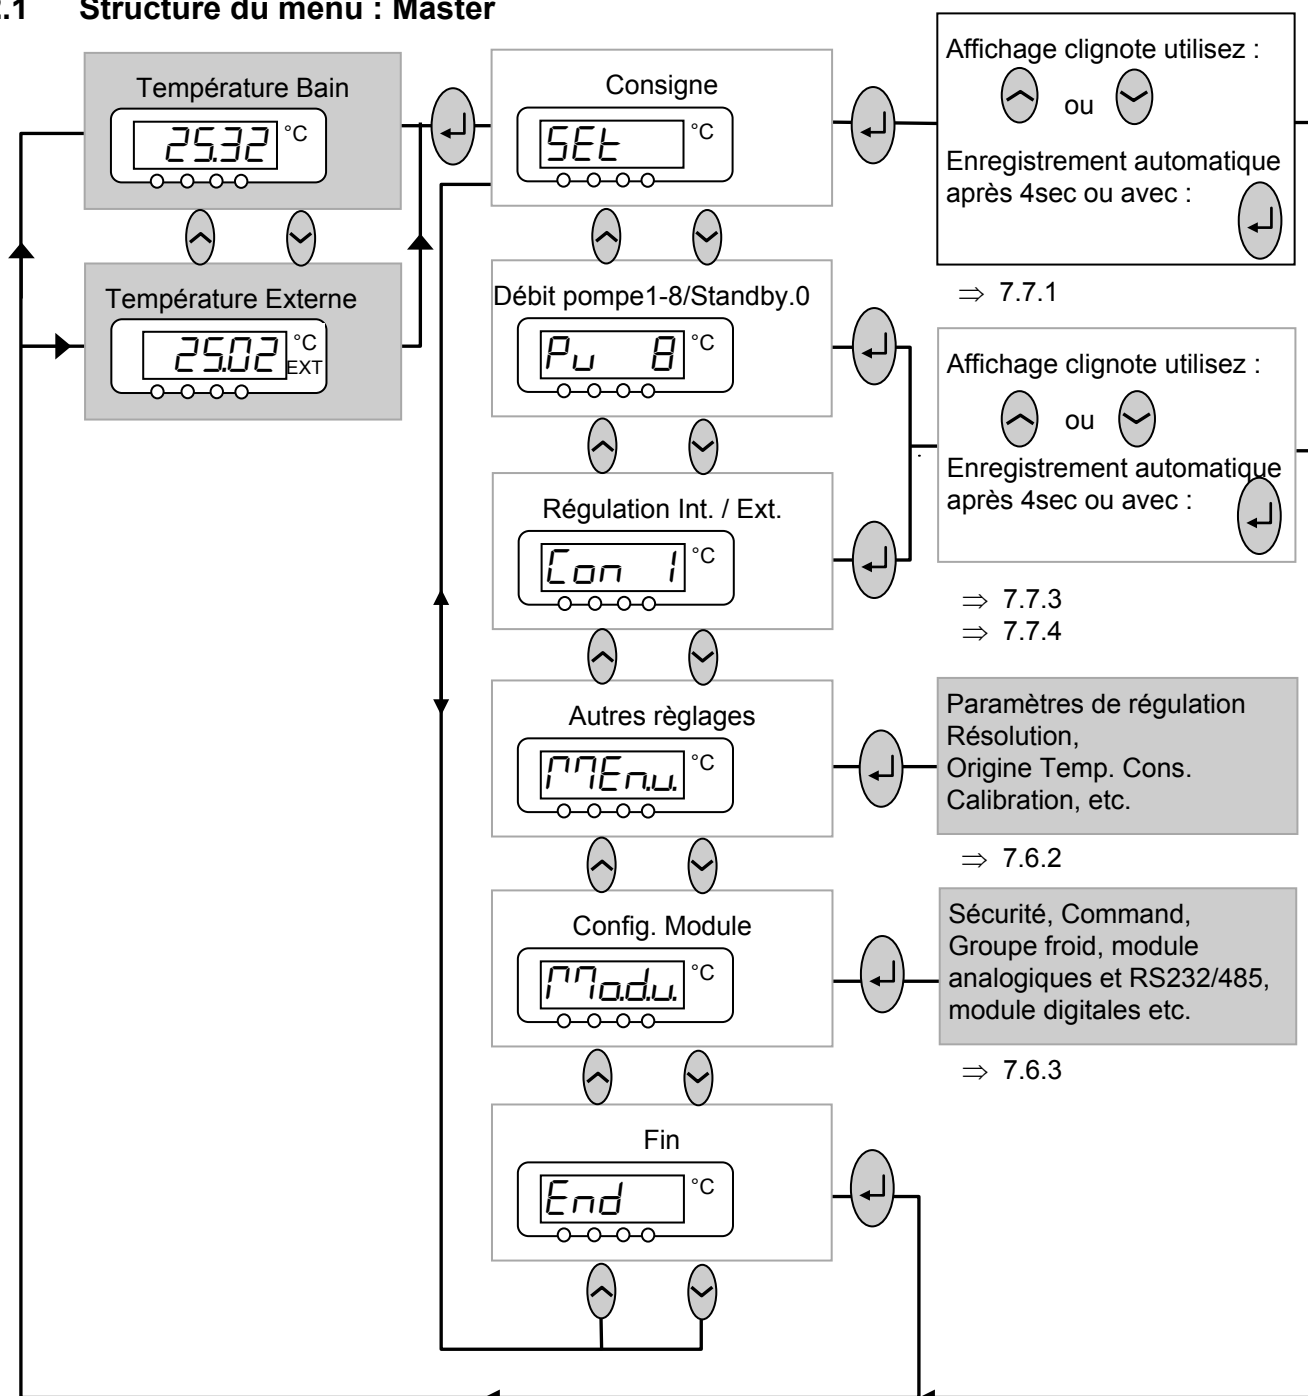 .1 Structure du menu : Master
Température Bain
25.32 °C
Température Externe
25.02 °C
EXT
Consigne
SEt °C
Débit pompe1-8/Standby.0
Pu 8 °C
Régulation Int. / Ext.
Con 1 °C
Autres règlages
MEn.u. °C
Config. Module
Mo.d.u. °C
Fin
End °C
Affichage clignote utilisez :
ou
Enregistrement automatique
après 4sec ou avec :
⇒ 7.7.1
Affichage clignote utilisez :
ou
Enregistrement automatique
après 4sec ou avec :
⇒ 7.7.3
⇒ 7.7.4
Paramètres de régulation
Résolution,
Origine Temp. Cons.
Calibration, etc.
⇒ 7.6.2
Sécurité, Command,
Groupe froid, module
analogiques et RS232/485,
module digitales etc.
⇒ 7.6.3